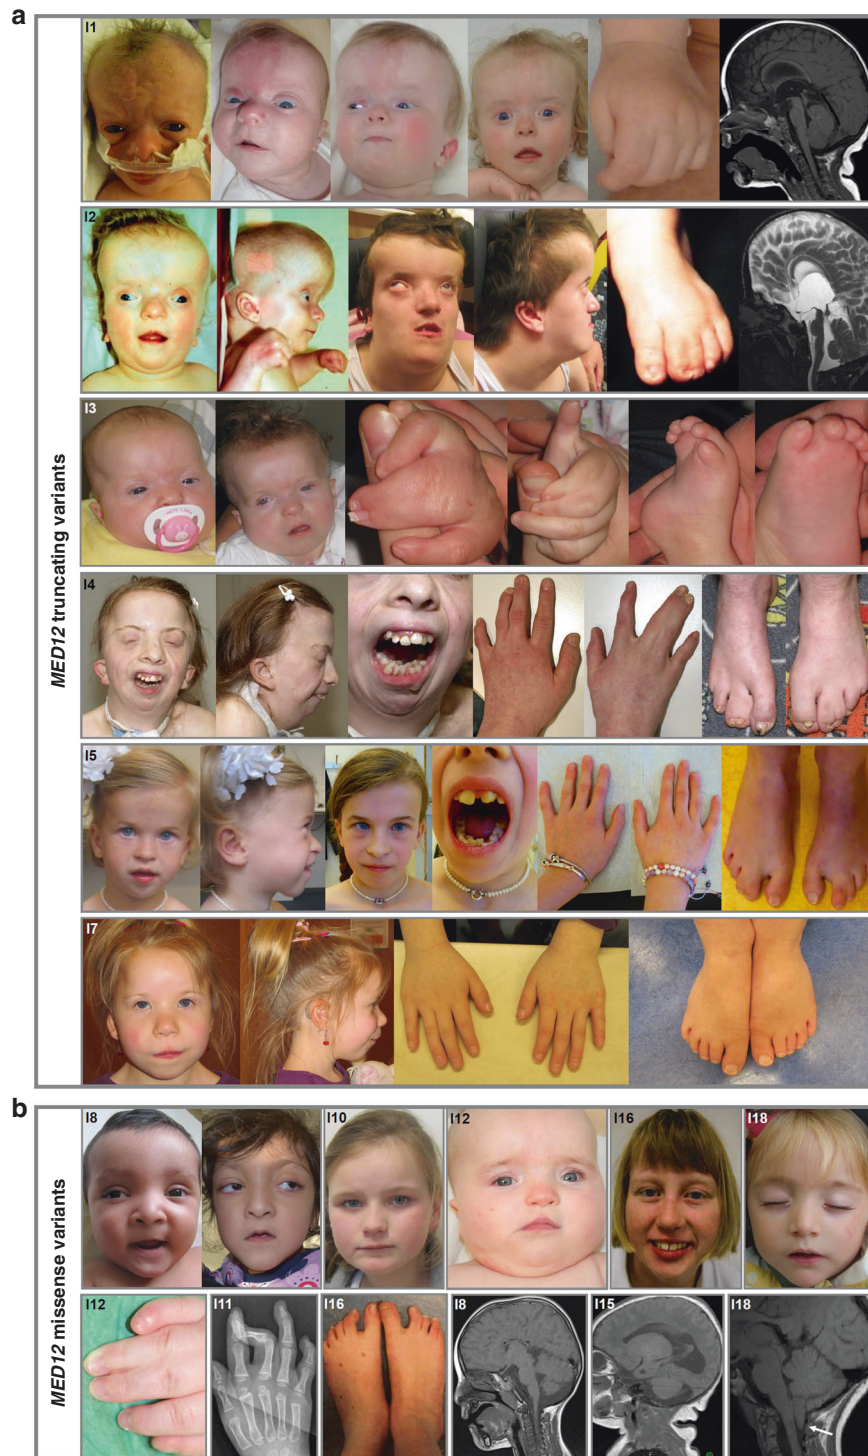 a
MED12 truncating variants
I1
I2
I3
I4
I5
I7
b
MED12 missense variants
I8
I10
I12
I16
I18
I12
I11
I16
I8
I15
I18